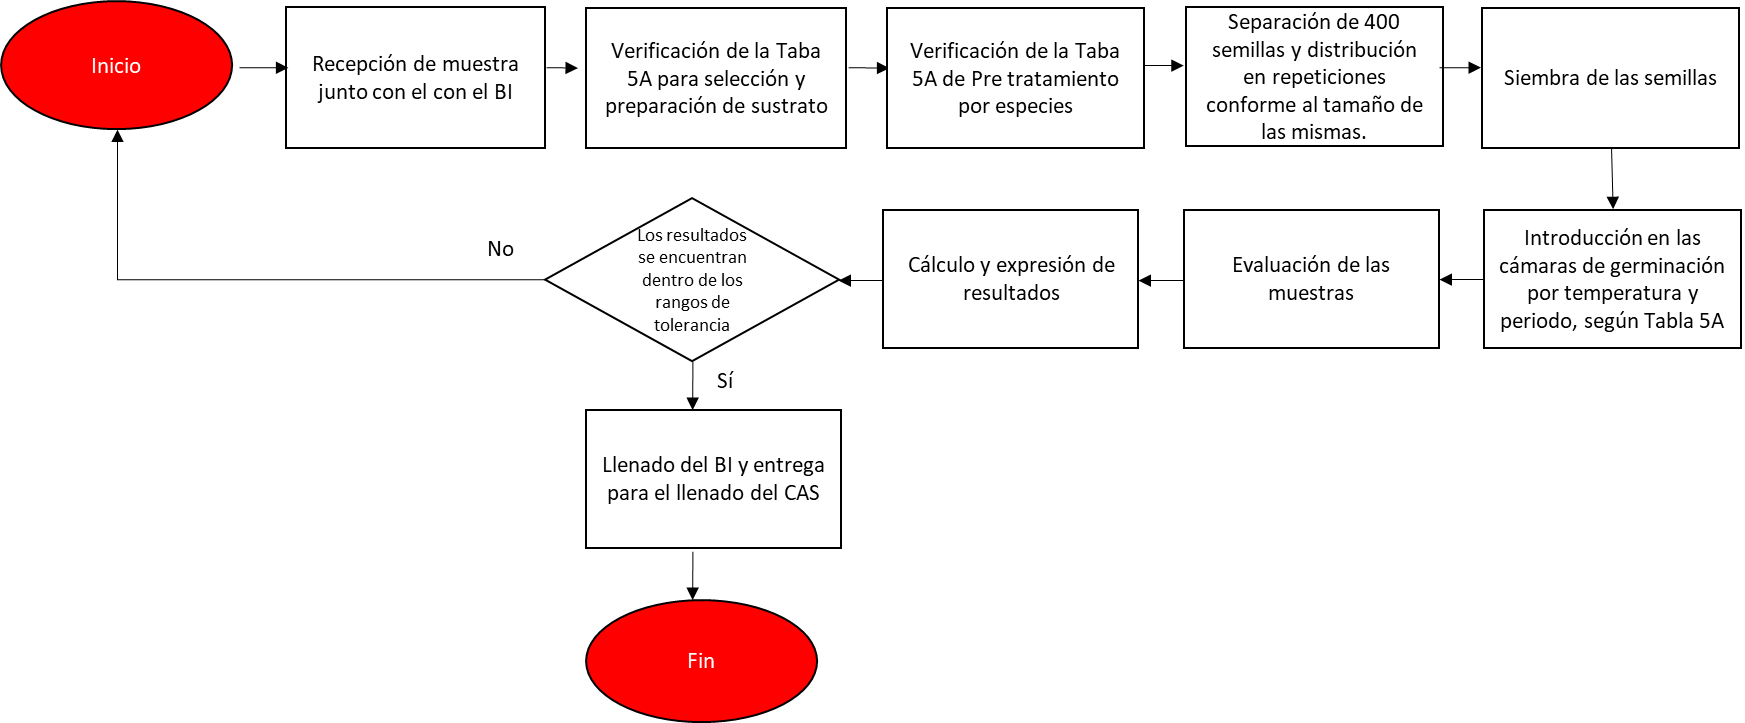 Inicio
Recepción de muestra
junto con el con el BI
Verificación de la Taba
5A para selección y
preparación de sustrato
Verificación de la Taba
5A de Pre tratamiento
por especies
Separación de 400
semillas y distribución
en repeticiones
conforme al tamaño de
las mismas.
Siembra de las semillas
Introducción en las
cámaras de germinación
por temperatura y
periodo, según Tabla 5A
Evaluación de las
muestras
Cálculo y expresión de
resultados
Los resultados
se encuentran
dentro de los
rangos de
tolerancia
No
Sí
Llenado del BI y entrega
para el llenado del CAS
Fin